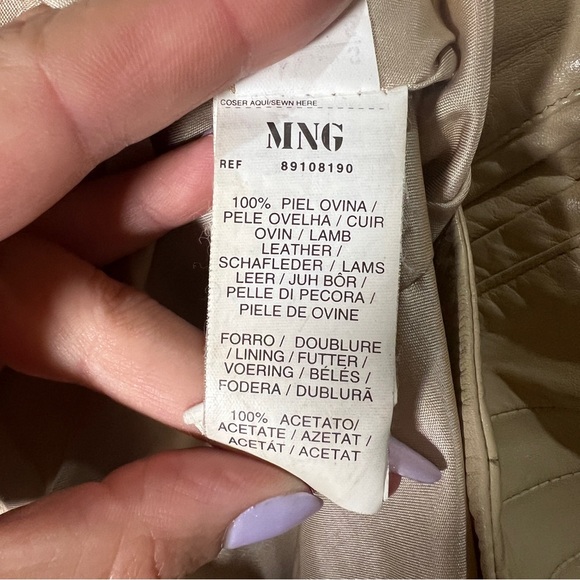 COSER AQUÍ/SEWN HERE
MNG
REF 89108190
100% PIEL OVINA /
PELE OVELHA / CUIR
OVIN / LAMB
LEATHER /
SCHAFLEDER / LAMS
LEER / JUH BŐR /
PELLE DI PECORA /
PIELE DE OVINE
FORRO / DOUBLURE
/ LINING / FUTTER /
VOERING / BÉLÉS /
FODERA / DUBLURĂ
100% ACETATO/
ACETATE / AZETAT /
ACETÁT / ACETAT